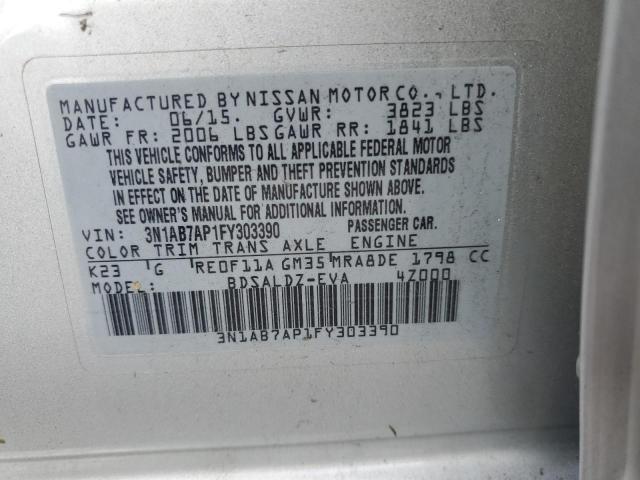 MANUFACTURED BY NISSAN MOTOR CO., LTD.
DATE: 06/15. GVWR: 3823 LBS
GAWR FR: 2006 LBS GAWR RR: 1841 LBS
THIS VEHICLE CONFORMS TO ALL APPLICABLE FEDERAL MOTOR
VEHICLE SAFETY, BUMPER AND THEFT PREVENTION STANDARDS
IN EFFECT ON THE DATE OF MANUFACTURE SHOWN ABOVE.
SEE OWNER'S MANUAL FOR ADDITIONAL INFORMATION.
VIN: 3N1AB7AP1FY303390 PASSENGER CAR.
COLOR TRIM TRANS AXLE ENGINE
K23 G RE0F11A GM35 MRA8DE 1798 CC
BDSALDZ-EVA 4Z000
3N1AB7AP1FY303390